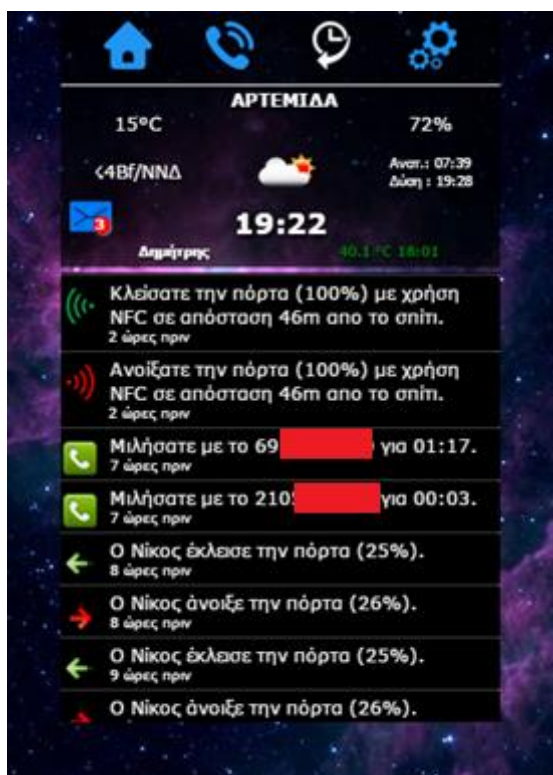 ΑΡΤΕΜΙΔΑ
15°C
72%
<4Bf/ΝΝΔ
Ανατ.: 07:39
Δύση : 19:28
3
19:22
Δημήτρης
40.1 °C 16:01
Κλείσατε την πόρτα (100%) με χρήση
NFC σε απόσταση 46m απο το σπίτι.
2 ώρες πριν
Ανοίξατε την πόρτα (100%) με χρήση
NFC σε απόσταση 46m απο το σπίτι.
2 ώρες πριν
Μιλήσατε με το 69 για 01:17.
7 ώρες πριν
Μιλήσατε με το 210 για 00:03.
7 ώρες πριν
Ο Νίκος έκλεισε την πόρτα (25%).
8 ώρες πριν
Ο Νίκος άνοιξε την πόρτα (26%).
8 ώρες πριν
Ο Νίκος έκλεισε την πόρτα (25%).
9 ώρες πριν
Ο Νίκος άνοιξε την πόρτα (26%).